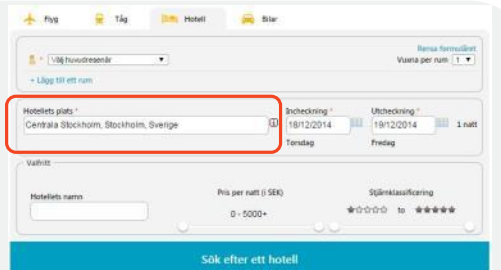 Flyg Tåg Hotell Bilar
Rensa formuläret
* Välj huvudresenär Vuxna per rum 1
+ Lägg till ett rum
Hotellets plats * Incheckning * Utcheckning *
Centrala Stockholm, Stockholm, Sverige 18/12/2014 19/12/2014 1 natt
Torsdag Fredag
Valfritt
Hotellets namn Pris per natt (i SEK) Stjärnklassificering
0 - 5000+ to
Sök efter ett hotell